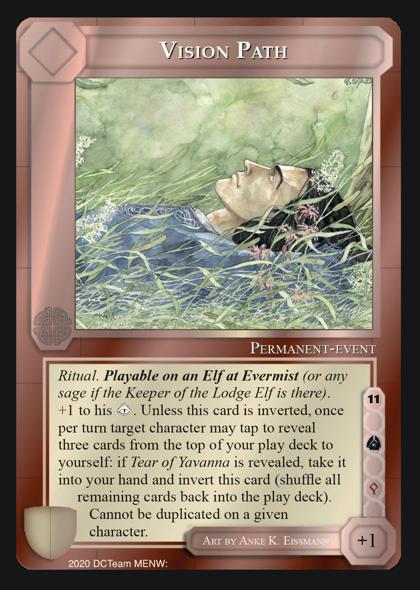 Vision Path
Permanent-event
Ritual. Playable on an Elf at Evermist (or any
sage if the Keeper of the Lodge Elf is there).
+1 to his . Unless this card is inverted, once
per turn target character may tap to reveal
three cards from the top of your play deck to
yourself: if Tear of Yavanna is revealed, take it
into your hand and invert this card (shuffle all
remaining cards back into the play deck).
Cannot be duplicated on a given
character.
11
Art by Anke K. Eissmann
+1
2020 DCTeam MENW: